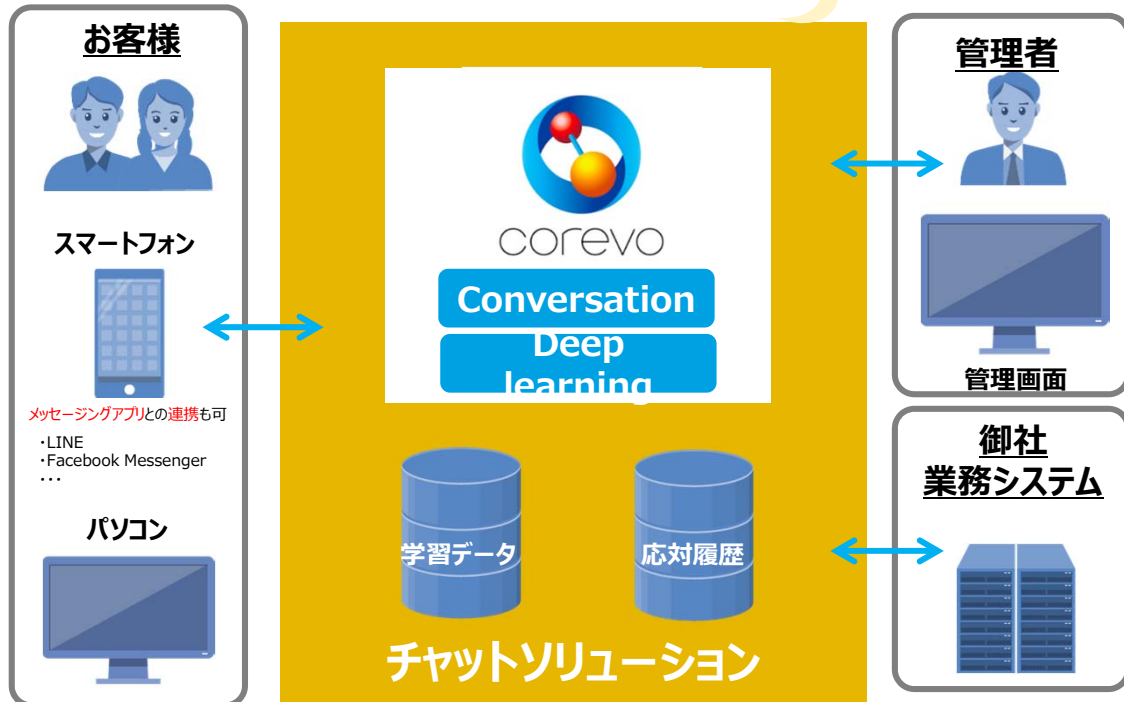 お客様
スマートフォン
メッセージングアプリとの連携も可
・LINE
・Facebook Messenger
・・・
パソコン
corevo
Conversation
Deep
learning
学習データ
応対履歴
チャットソリューション
管理者
管理画面
御社
業務システム